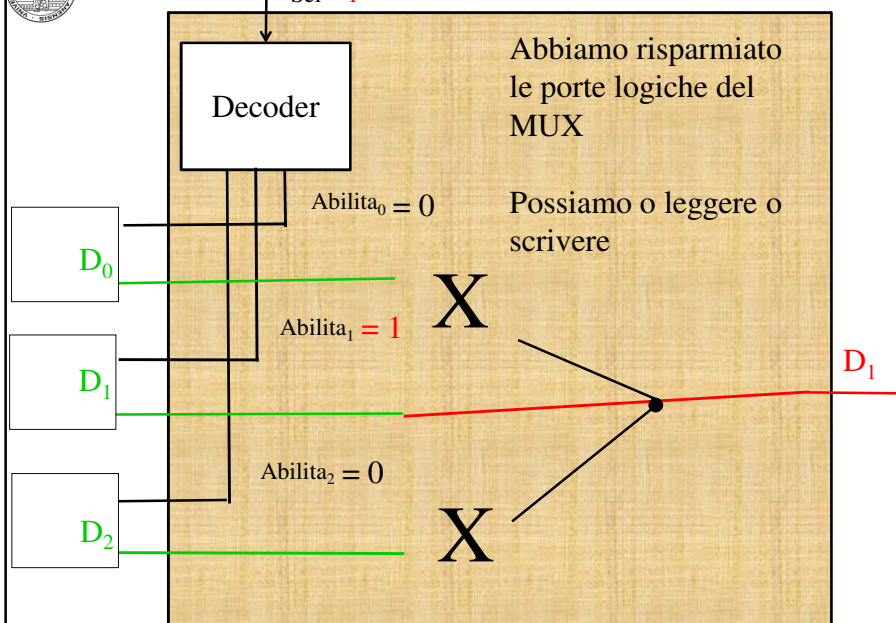 Abbiamo risparmiato
le porte logiche del
MUX
Decoder
Abilita₀ = 0
Possiamo o leggere o
scrivere
D₀
Abilita₁ = 1
D₁
D₁
Abilita₂ = 0
D₂
X
X